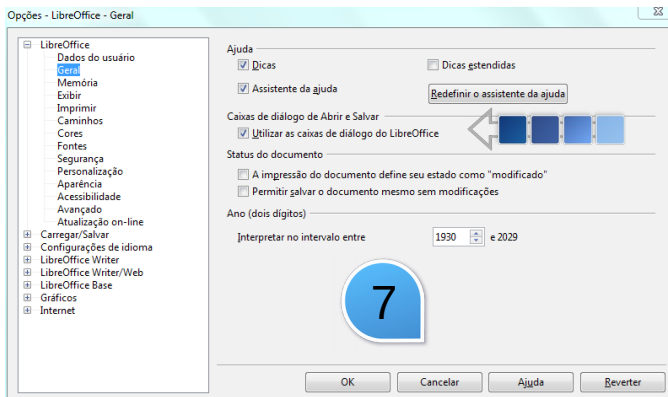 Opções - LibreOffice - Geral
LibreOffice
Dados do usuário
Geral
Memória
Exibir
Imprimir
Caminhos
Cores
Fontes
Segurança
Personalização
Aparência
Acessibilidade
Avançado
Atualização on-line
Carregar/Salvar
Configurações de idioma
LibreOffice Writer
LibreOffice Writer/Web
LibreOffice Base
Gráficos
Internet
Ajuda
Dicas
Dicas estendidas
Assistente da ajuda
Redefinir o assistente da ajuda
Caixas de diálogo de Abrir e Salvar
Utilizar as caixas de diálogo do LibreOffice
Status do documento
A impressão do documento define seu estado como "modificado"
Permitir salvar o documento mesmo sem modificações
Ano (dois dígitos)
Interpretar no intervalo entre 1930 e 2029
7
OK Cancelar Ajuda Reverter